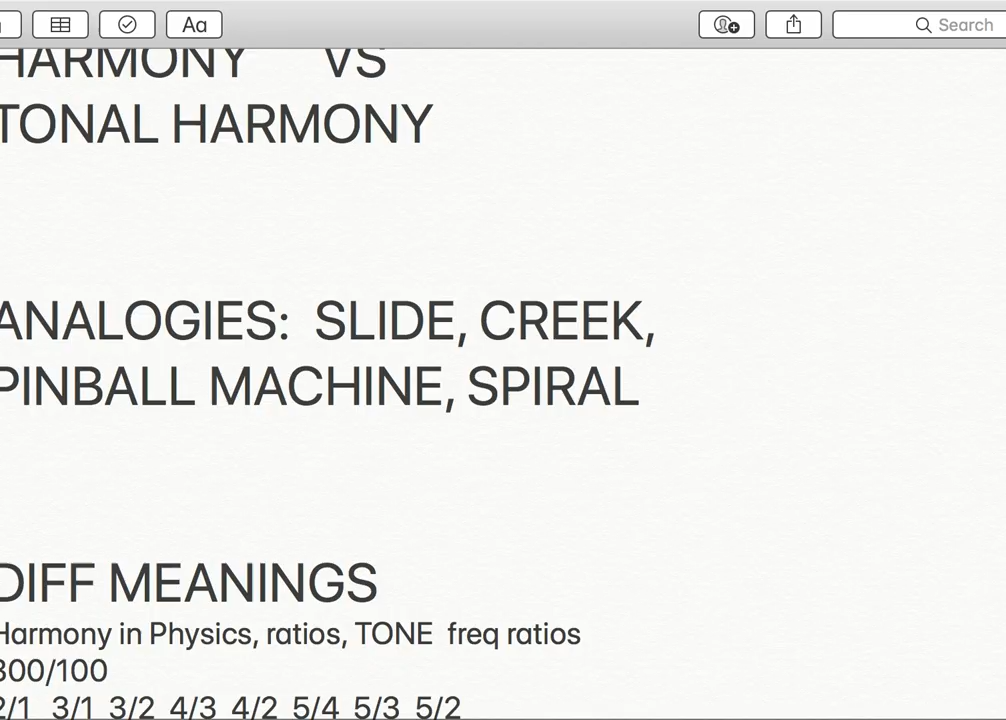 Aa
Search
HARMONY VS
TONAL HARMONY
ANALOGIES: SLIDE, CREEK,
PINBALL MACHINE, SPIRAL
DIFF MEANINGS
Harmony in Physics, ratios, TONE freq ratios
300/100
2/1 3/1 3/2 4/3 4/2 5/4 5/3 5/2